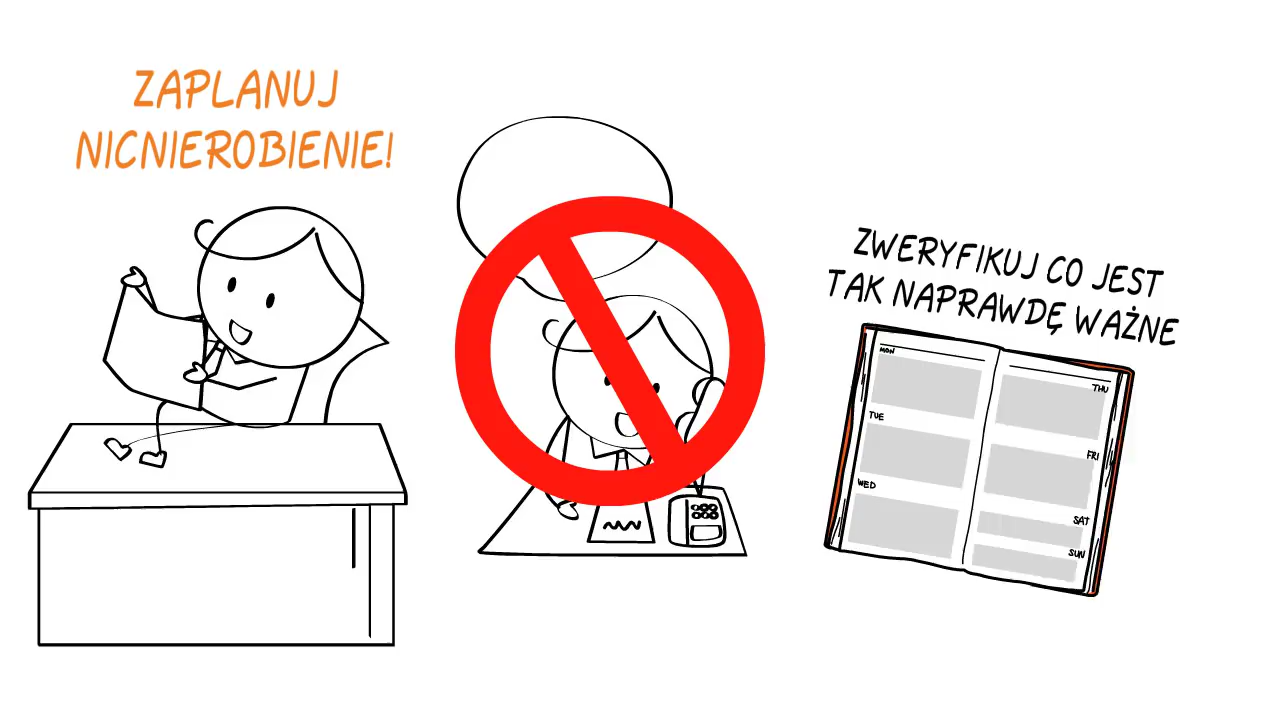 ZAPLANUJ
NICNIEROBIENIE!
ZWERYFIKUJ CO JEST
TAK NAPRAWDĘ WAŻNE
MON
TUE
WED
THU
FRI
SAT
SUN